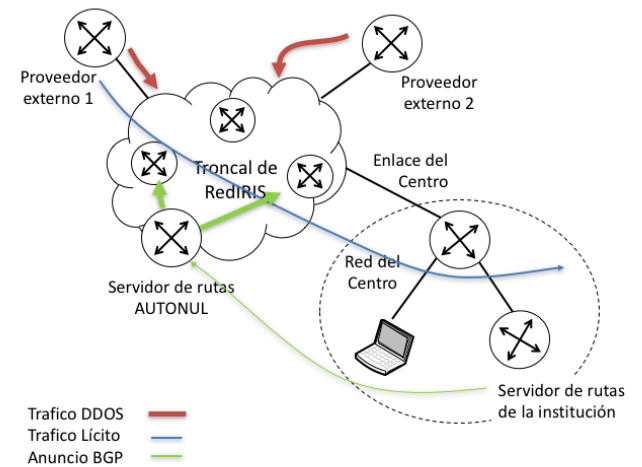 Proveedor
externo 1
Proveedor
externo 2
Troncal de
RedIRIS
Enlace del
Centro
Red del
Centro
Servidor de rutas
AUTONUL
Servidor de rutas
de la institución
Trafico DDOS
Trafico Lícito
Anuncio BGP